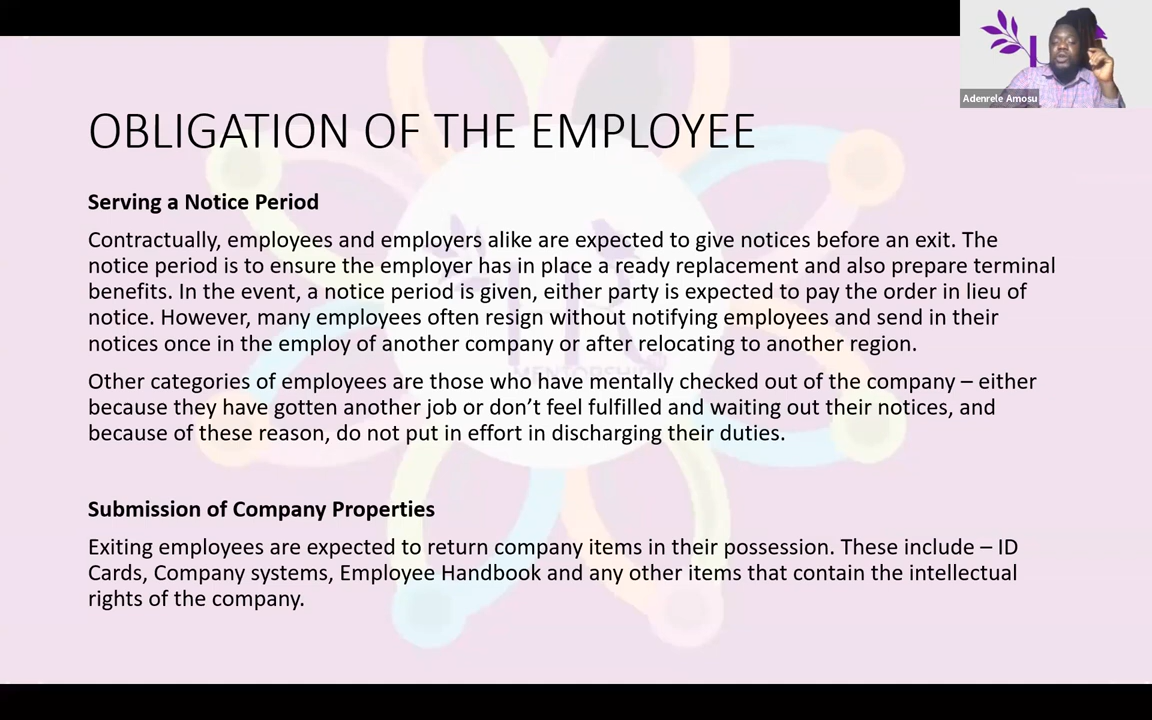 Adenrele Amosu
OBLIGATION OF THE EMPLOYEE
Serving a Notice Period
Contractually, employees and employers alike are expected to give notices before an exit. The
notice period is to ensure the employer has in place a ready replacement and also prepare terminal
benefits. In the event, a notice period is given, either party is expected to pay the order in lieu of
notice. However, many employees often resign without notifying employees and send in their
notices once in the employ of another company or after relocating to another region.
Other categories of employees are those who have mentally checked out of the company – either
because they have gotten another job or don’t feel fulfilled and waiting out their notices, and
because of these reason, do not put in effort in discharging their duties.
Submission of Company Properties
Exiting employees are expected to return company items in their possession. These include – ID
Cards, Company systems, Employee Handbook and any other items that contain the intellectual
rights of the company.
HR
MENTORSHIP